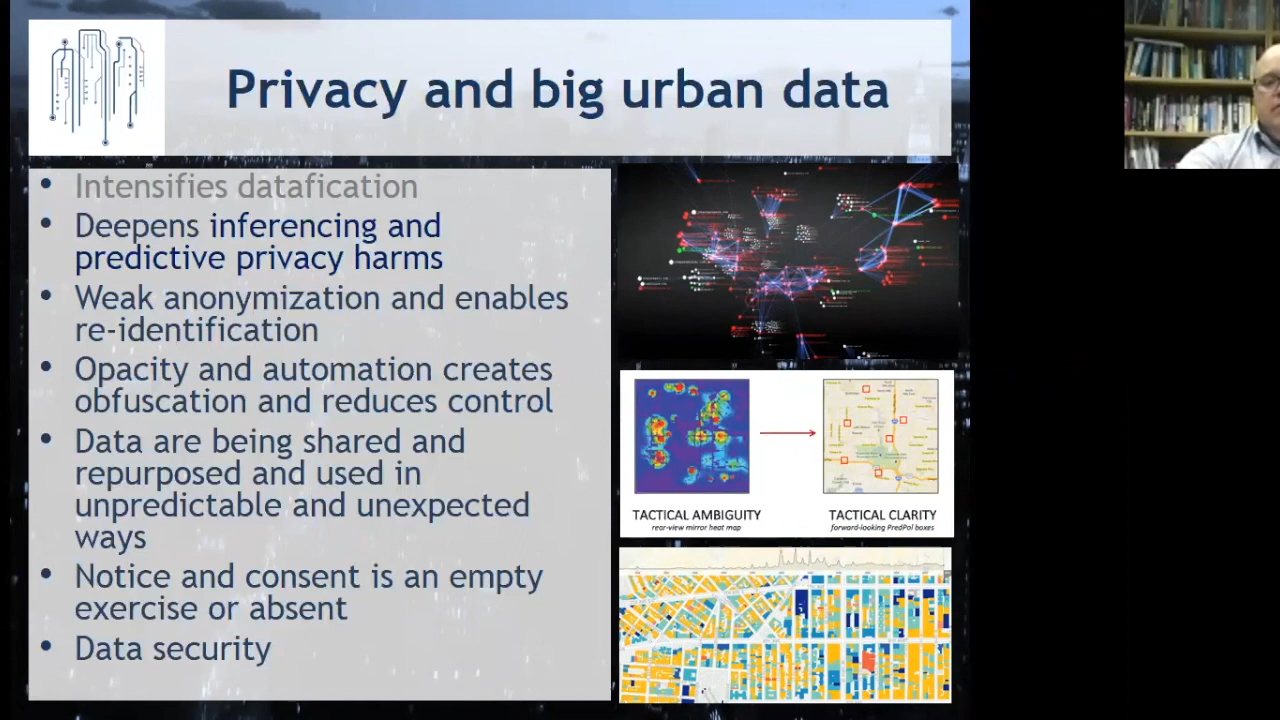 Privacy and big urban data
• Intensifies datafication
• Deepens inferencing and
predictive privacy harms
• Weak anonymization and enables
re-identification
• Opacity and automation creates
obfuscation and reduces control
• Data are being shared and
repurposed and used in
unpredictable and unexpected
ways
• Notice and consent is an empty
exercise or absent
• Data security
TACTICAL AMBIGUITY
rear-view mirror heat map
TACTICAL CLARITY
forward-looking PredPol boxes